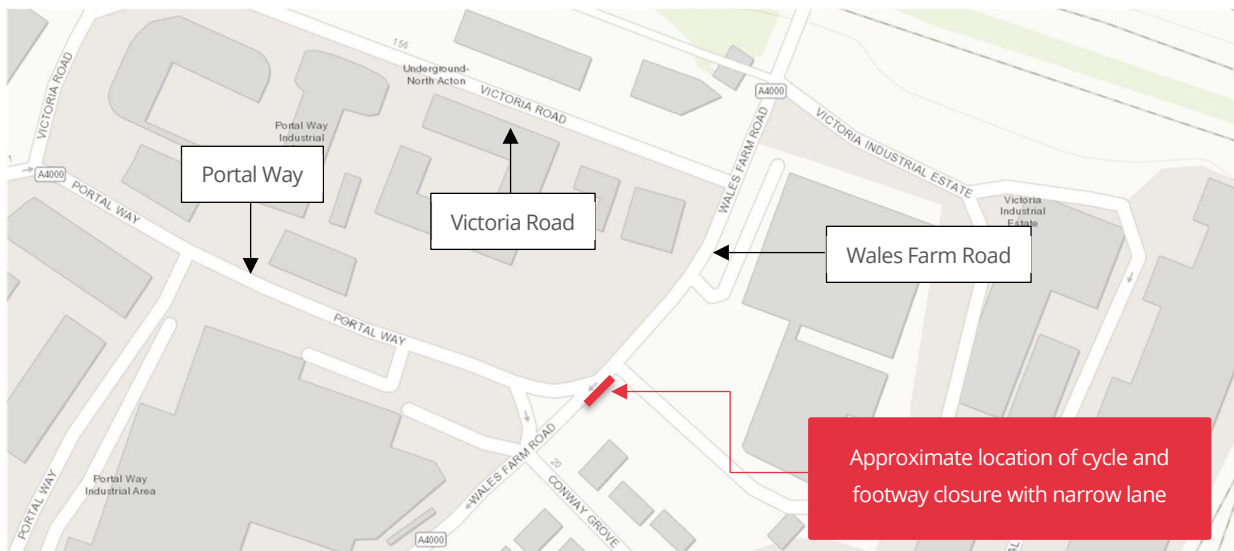 156
Underground-
North Acton
VICTORIA ROAD
VICTORIA ROAD
A4000
Portal Way
Industrial
WALES FARM ROAD
VICTORIA INDUSTRIAL ESTATE
1
A4000
PORTAL WAY
Portal Way
Victoria Road
Victoria
Industrial
Estate
Wales Farm Road
PORTAL WAY
Approximate location of cycle and
footway closure with narrow lane
WALES FARM ROAD
20
CONWAY GROVE
Portal Way
Industrial Area
PORTAL WAY
A4000